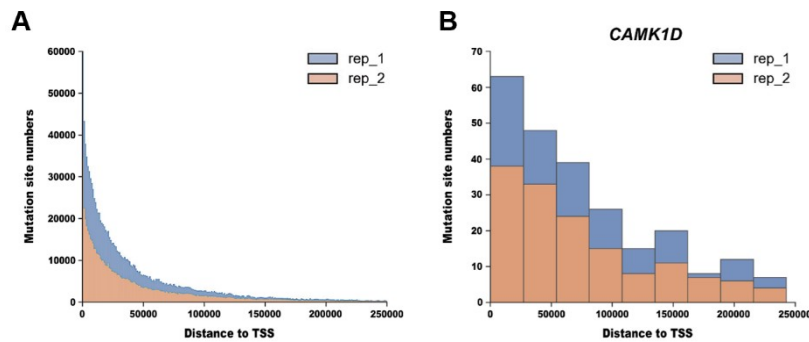 A
60000
50000
40000
30000
20000
10000
0
Mutation site numbers
rep_1
rep_2
0
50000
100000
150000
200000
250000
Distance to TSS
B
CAMK1D
70
60
50
40
30
20
10
0
Mutation site numbers
rep_1
rep_2
0
50000
100000
150000
200000
250000
Distance to TSS